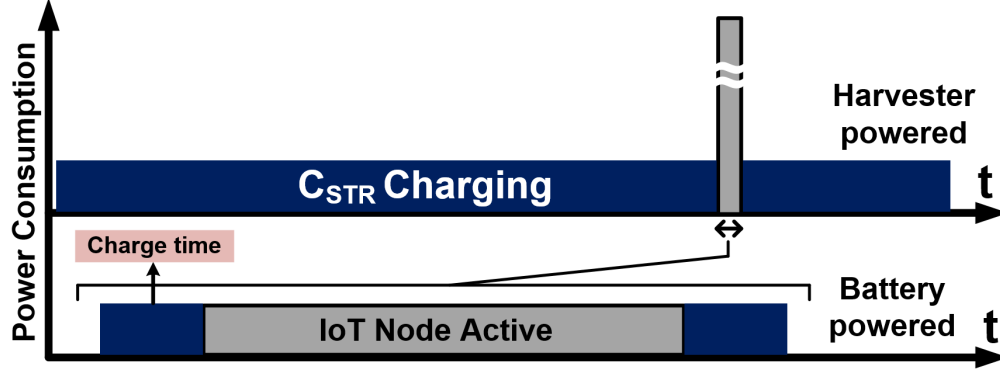 Power Consumption
Harvester
powered
CSTR Charging
t
Charge time
Battery
powered
IoT Node Active
t